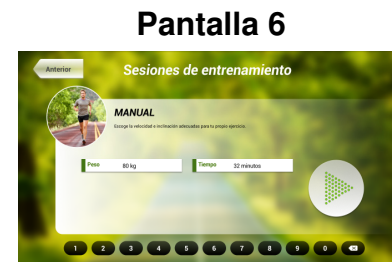 Pantalla 6
Anterior
Sesiones de entrenamiento
MANUAL
Escoge la velocidad e inclinación adecuadas para tu propio ejercicio.
Peso 80 kg Tiempo 32 minutos
1 2 3 4 5 6 7 8 9 0